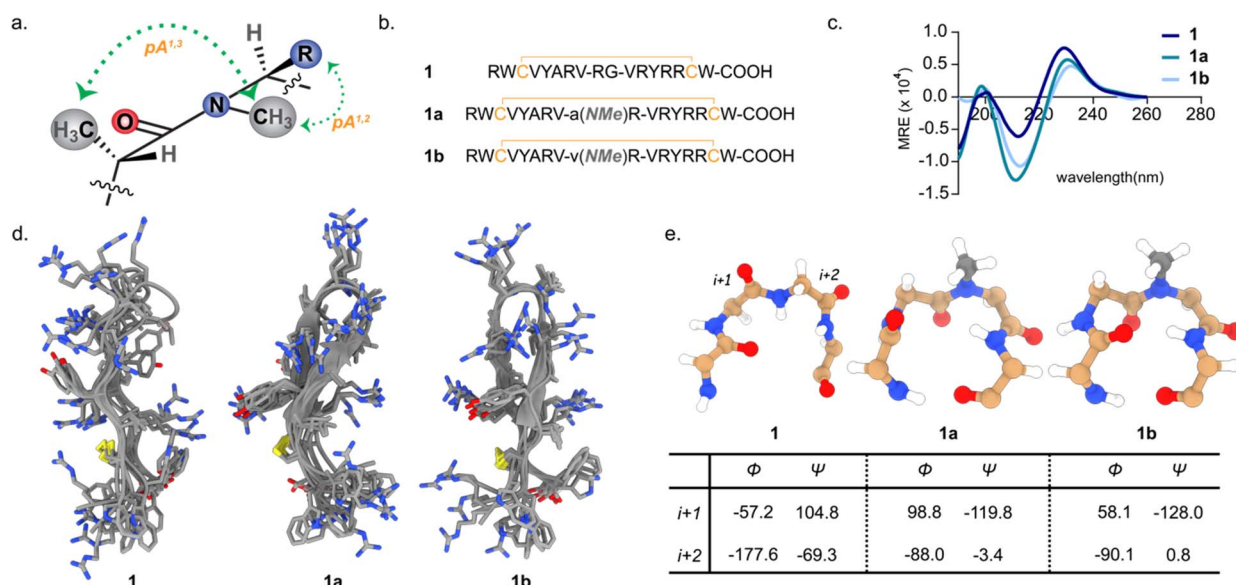 a.
H
R
pA1,3
N
O
H3C
CH3
H
pA1,2
b.
1 RWCVYARV-RG-VRYRRCW-COOH
1a RWCVYARV-a(NMe)R-VRYRRCW-COOH
1b RWCVYARV-v(NMe)R-VRYRRCW-COOH
c.
1
1a
1b
MRE (x 10⁴)
1.0
0.5
0.0
-0.5
-1.0
-1.5
200 220 240 260
wavelength(nm)
d.
1 1a 1b
e.
i+1 i+2
1 1a 1b
Φ Ψ Φ Ψ Φ Ψ
i+1 -57.2 104.8 98.8 -119.8 58.1 -128.0
i+2 -177.6 -69.3 -88.0 -3.4 -90.1 0.8